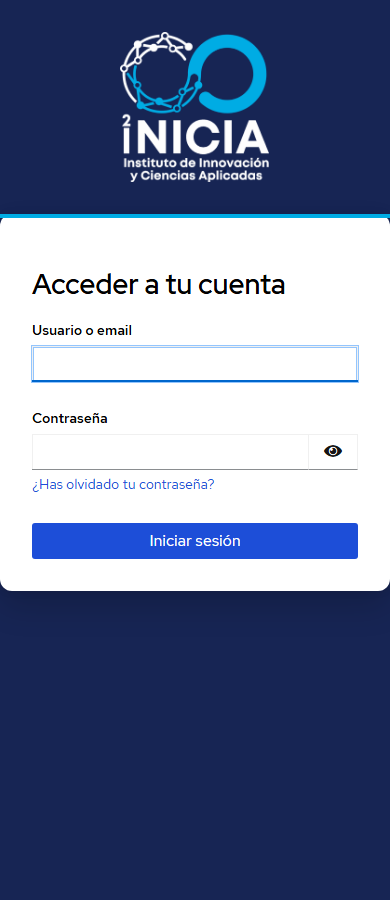 2
iNICIA
Instituto de Innovación
y Ciencias Aplicadas
Acceder a tu cuenta
Usuario o email
Contraseña
¿Has olvidado tu contraseña?
Iniciar sesión